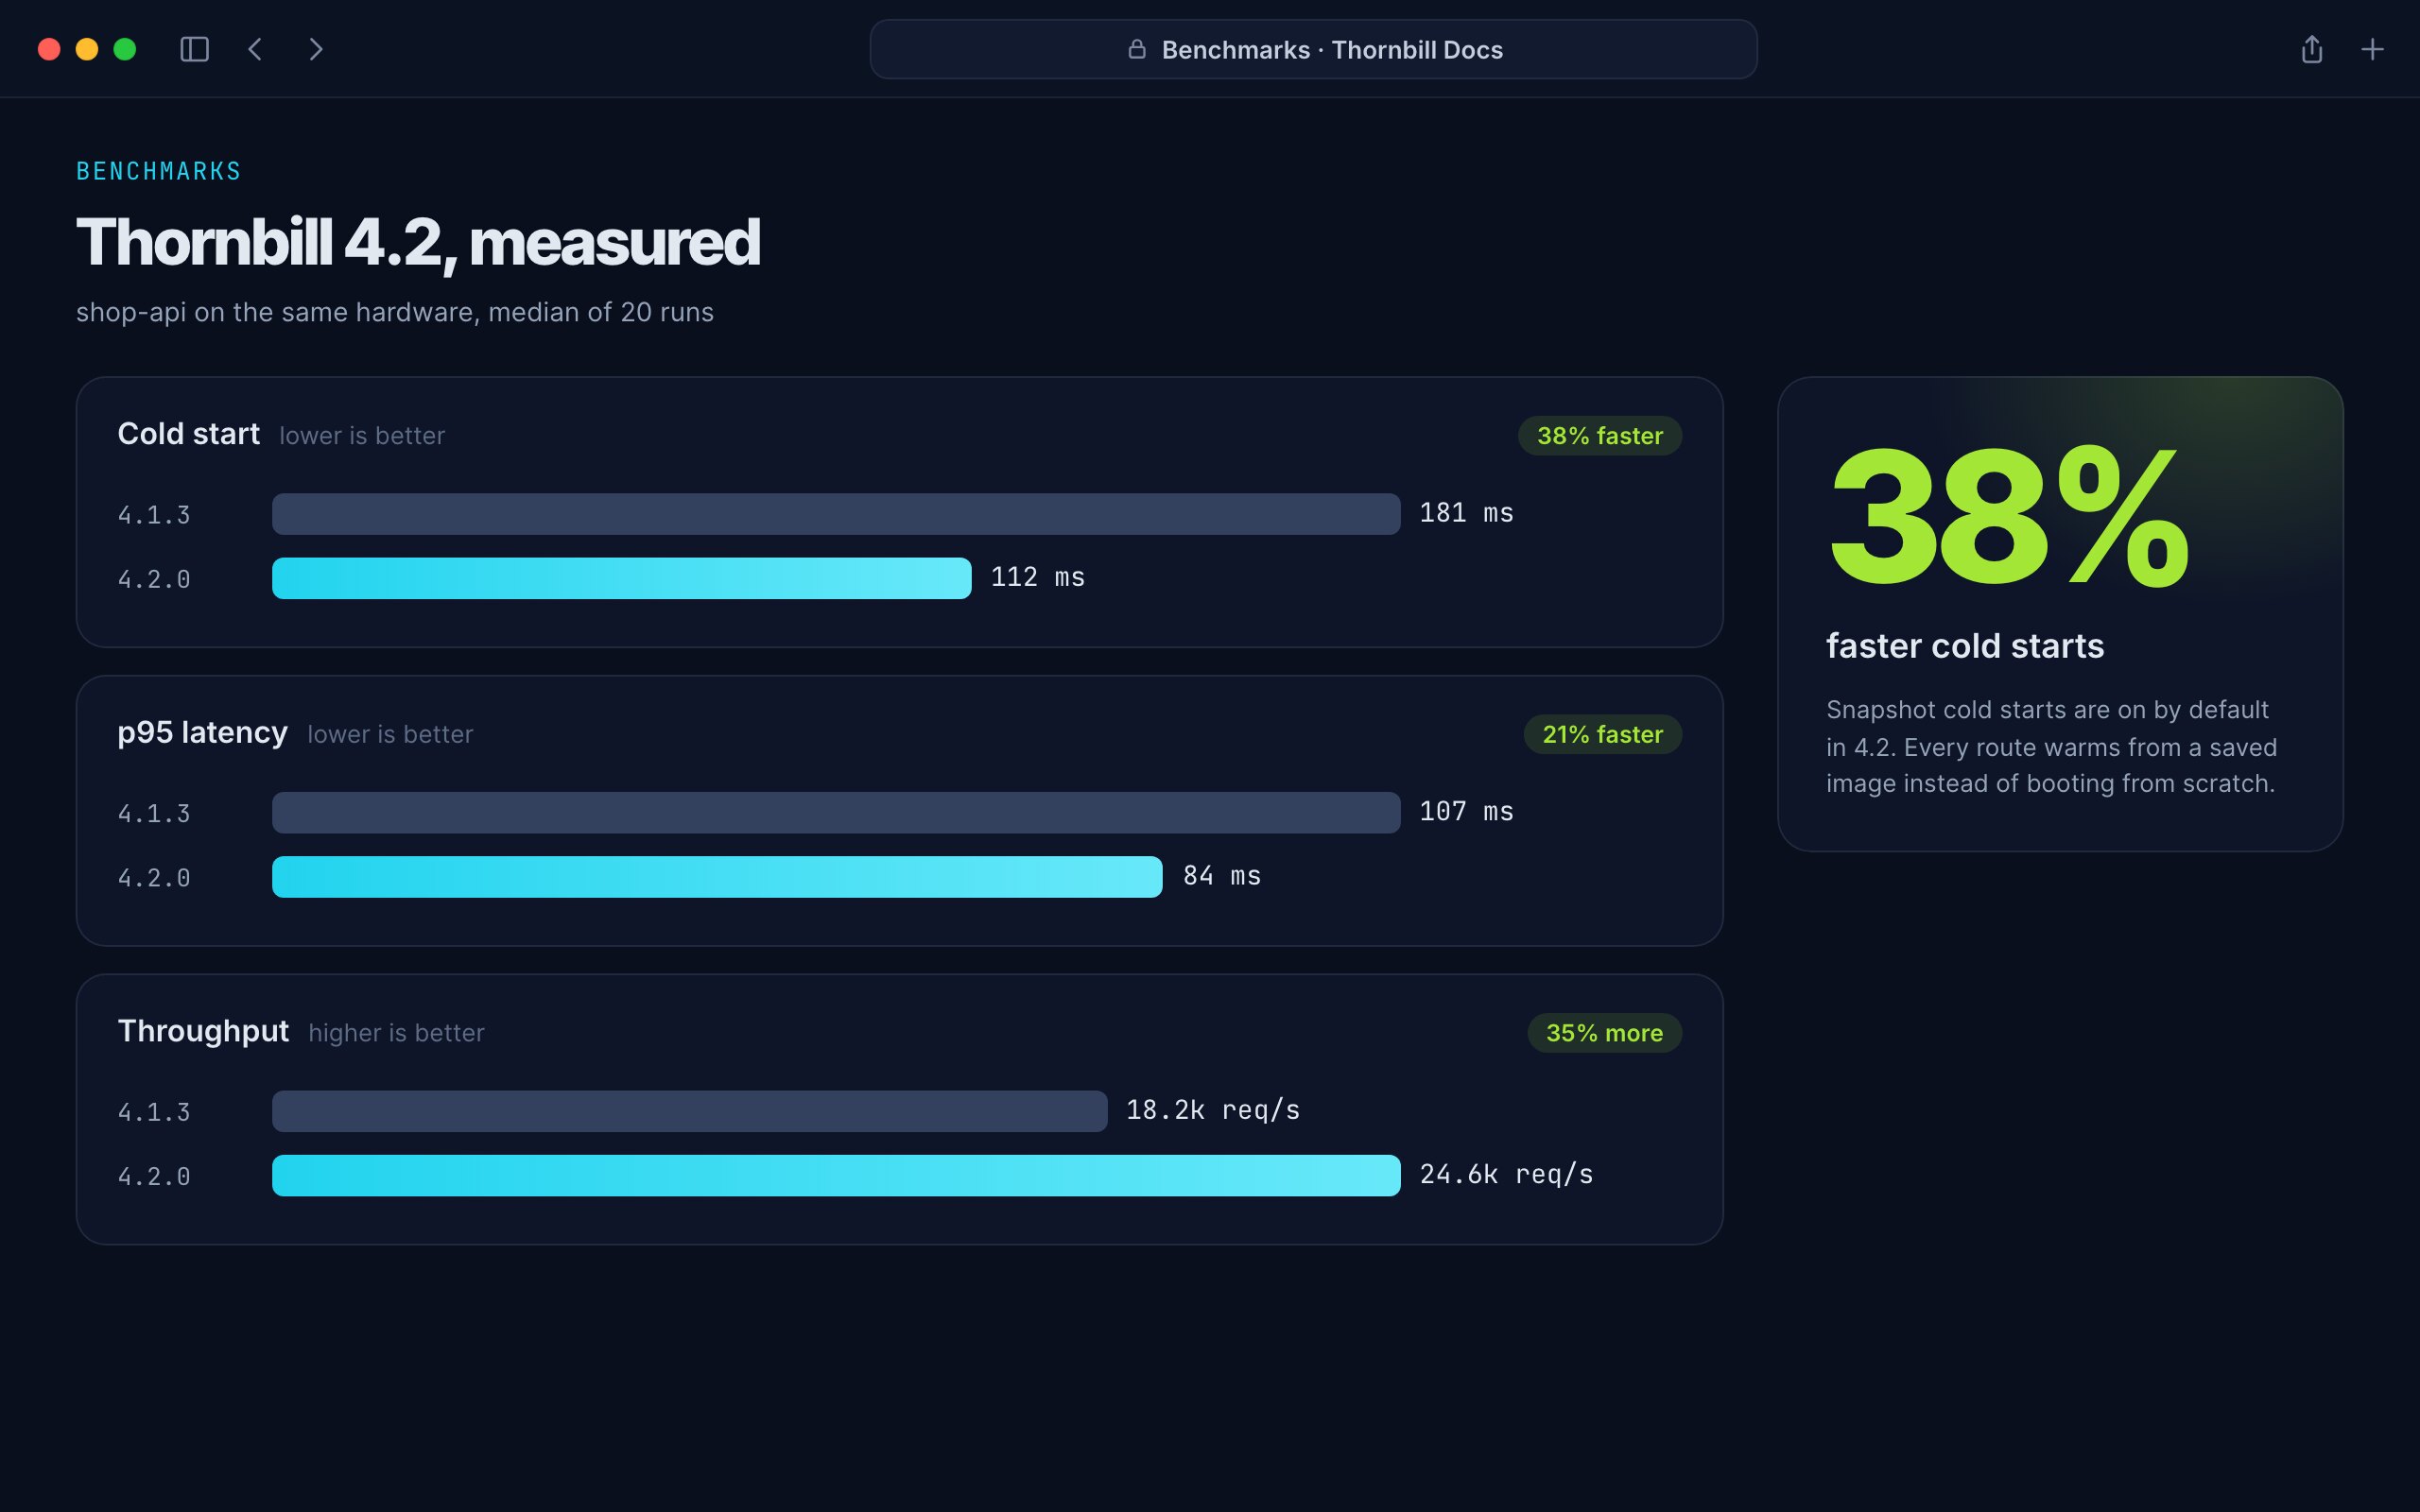 Benchmarks · Thornbill Docs
BENCHMARKS
Thornbill 4.2, measured
shop-api on the same hardware, median of 20 runs
Cold start lower is better 38% faster
4.1.3 181 ms
4.2.0 112 ms
p95 latency lower is better 21% faster
4.1.3 107 ms
4.2.0 84 ms
Throughput higher is better 35% more
4.1.3 18.2k req/s
4.2.0 24.6k req/s
38%
faster cold starts
Snapshot cold starts are on by default
in 4.2. Every route warms from a saved
image instead of booting from scratch.